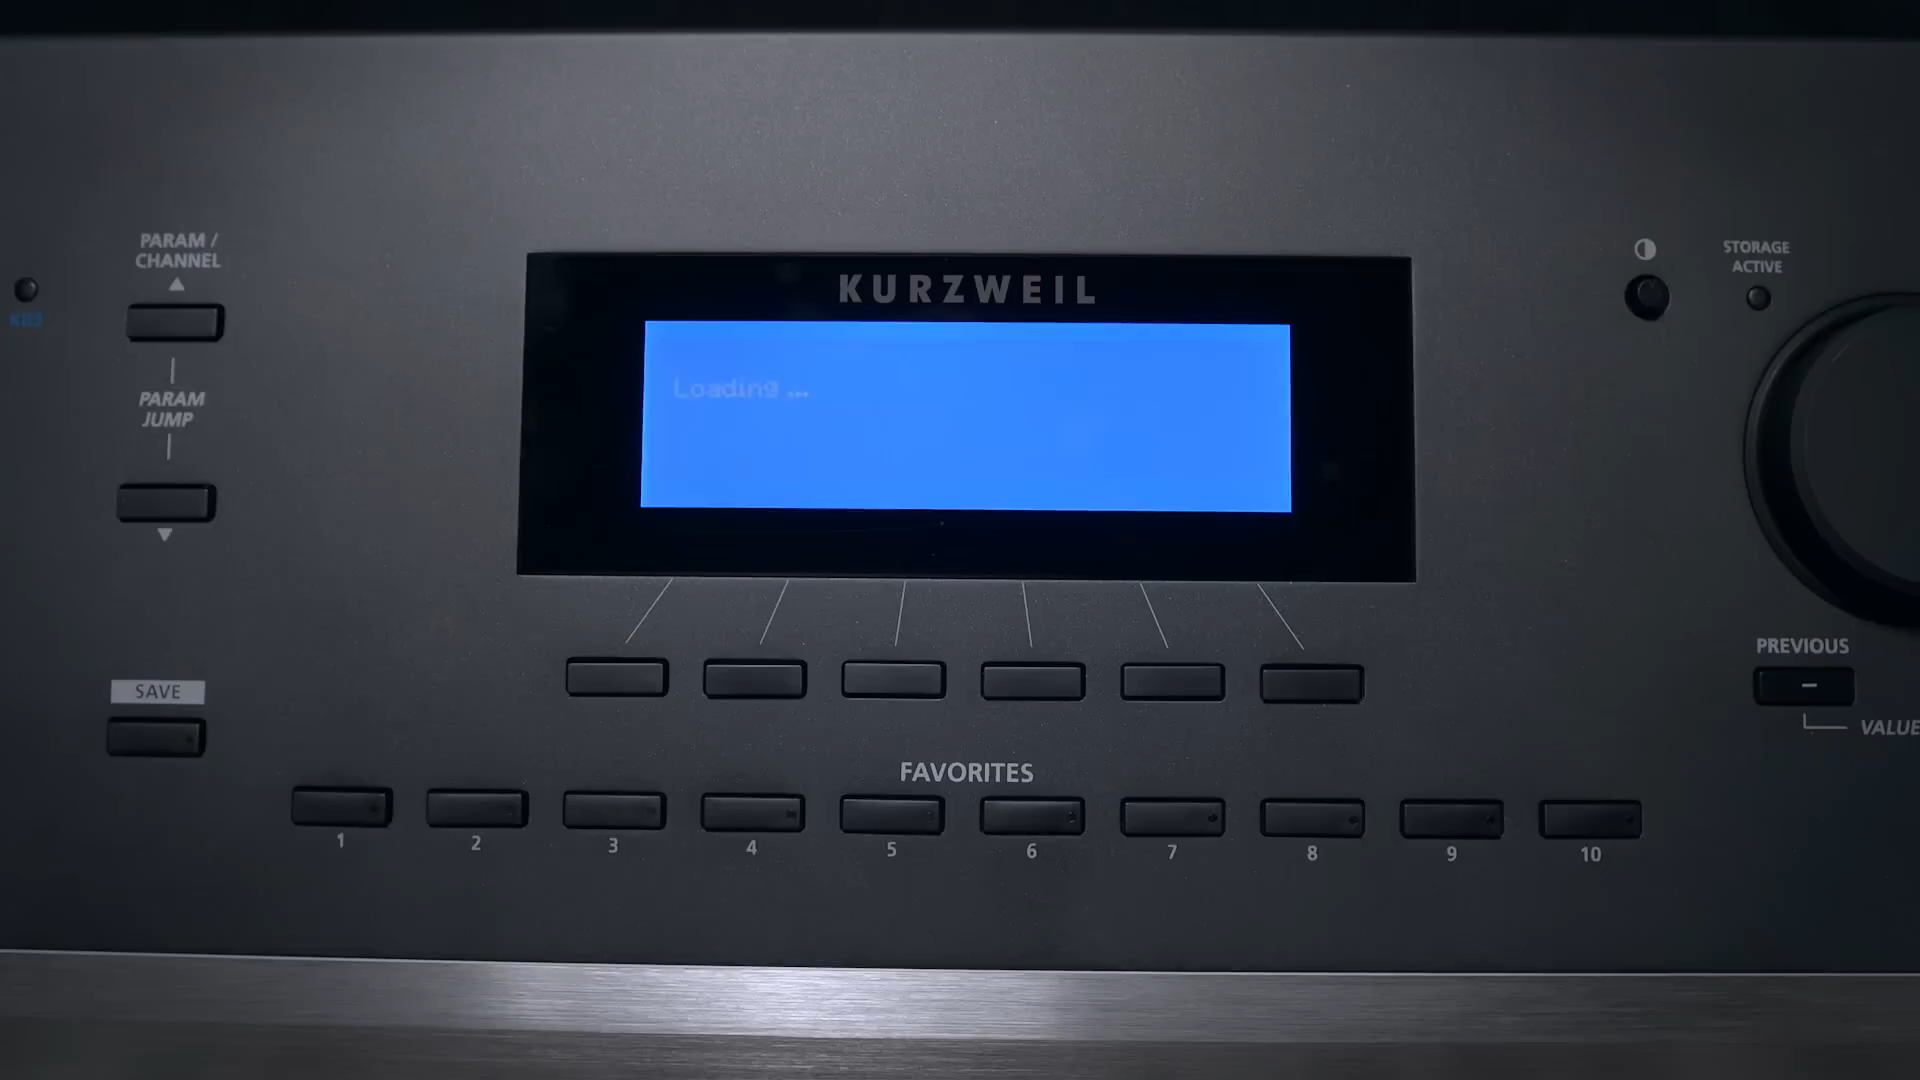 KURZWEIL
Loading ...
PARAM /
CHANNEL
PARAM
JUMP
SAVE
KB3
STORAGE
ACTIVE
PREVIOUS
–
VALUE
FAVORITES
1 2 3 4 5 6 7 8 9 10